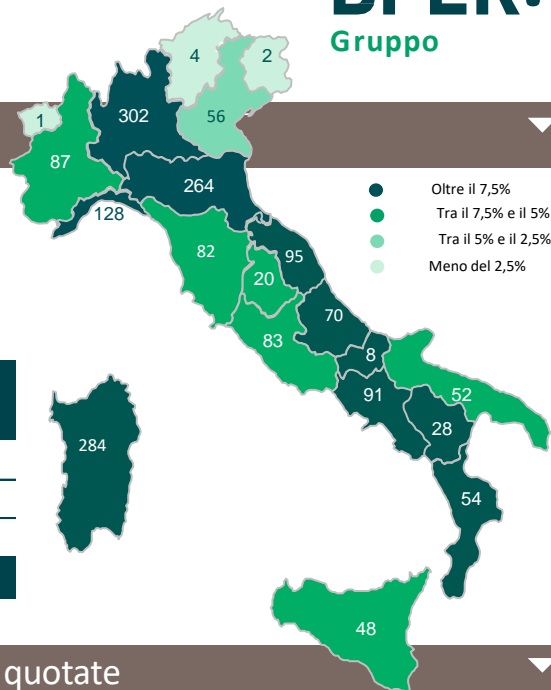 BPER:
Gruppo
4
2
1
302
56
87
264
128
Oltre il 7,5%
Tra il 7,5% e il 5%
Tra il 5% e il 2,5%
Meno del 2,5%
82
95
20
70
83
8
91
52
28
284
54
48
quotate